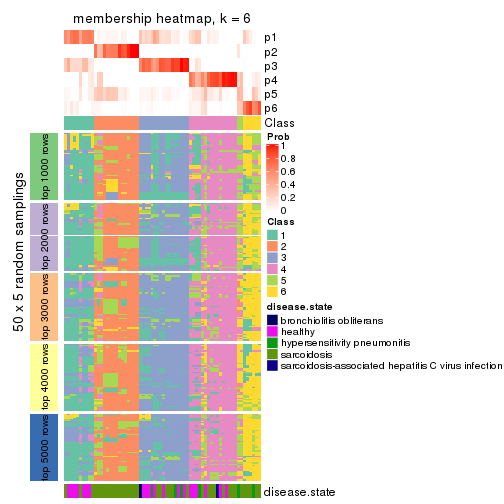 membership heatmap, k = 6
p1
p2
p3
p4
p5
p6
Class
50 x 5 random samplings
top 1000 rows
top 2000 rows
top 3000 rows
top 4000 rows
top 5000 rows
disease.state
Prob
1
0.8
0.6
0.4
0.2
0
Class
1
2
3
4
5
6
disease.state
bronchiolitis obliterans
healthy
hypersensitivity pneumonitis
sarcoidosis
sarcoidosis-associated hepatitis C virus infection